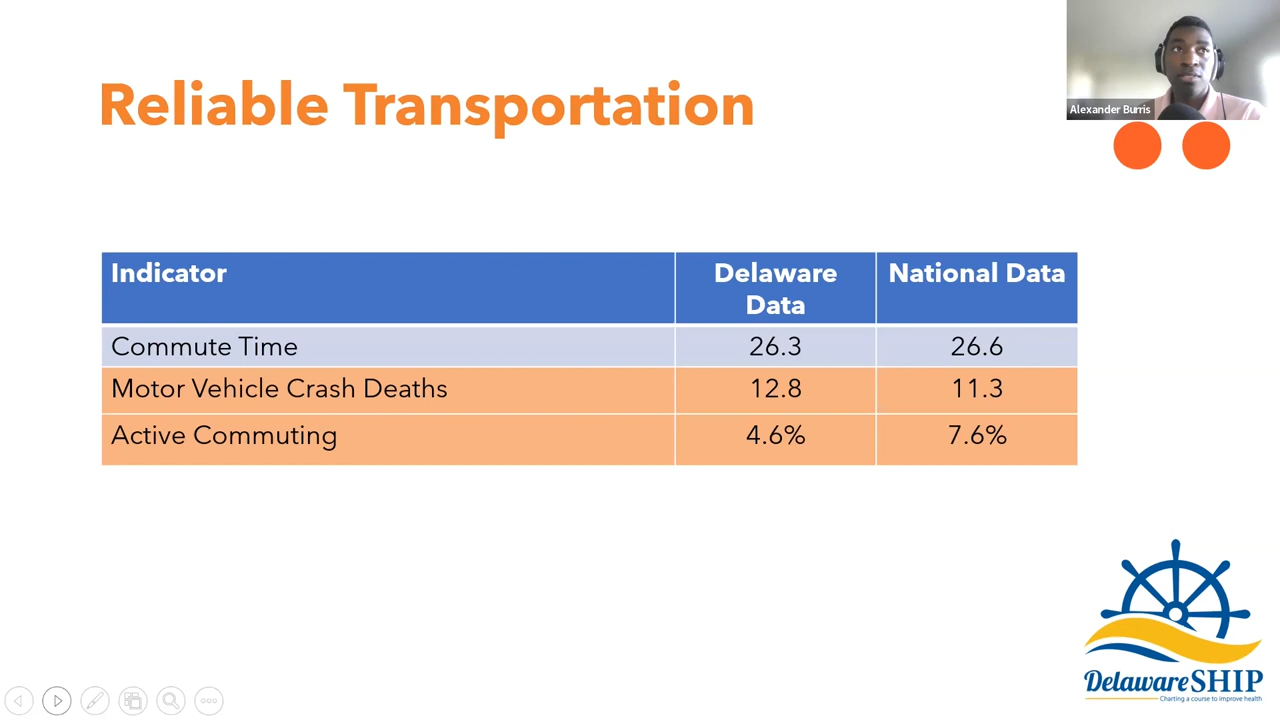 Reliable Transportation
Alexander Burris
Indicator
Delaware
Data
National Data
Commute Time 26.3 26.6
Motor Vehicle Crash Deaths 12.8 11.3
Active Commuting 4.6% 7.6%
DelawareSHIP
Charting a course to improve health